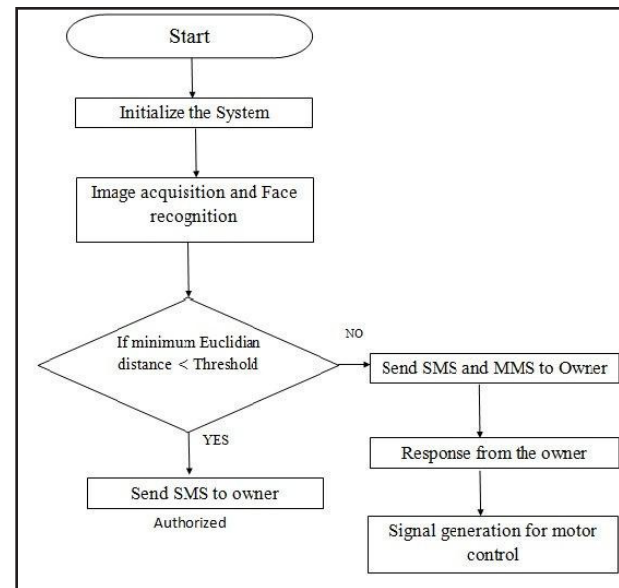 Start
Initialize the System
Image acquisition and Face
recognition
If minimum Euclidian
distance < Threshold
NO
Send SMS and MMS to Owner
YES
Response from the owner
Send SMS to owner
Authorized
Signal generation for motor
control